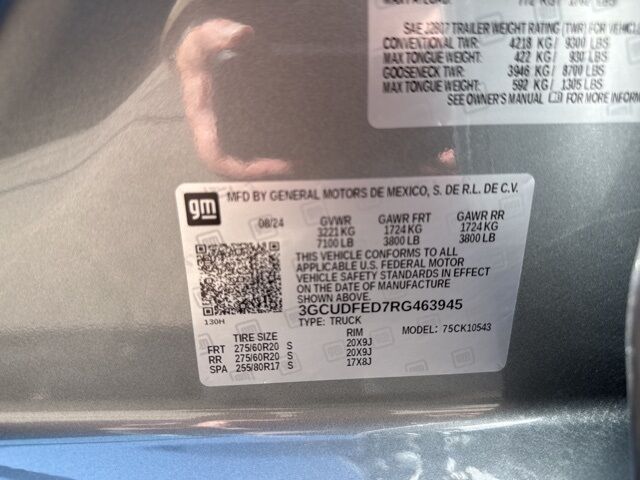 SAE J2807 TRAILER WEIGHT RATING (TWR) FOR VEHICL
CONVENTIONAL TWR: 4218 KG / 9300 LBS
MAX TONGUE WEIGHT: 422 KG / 930 LBS
GOOSENECK TWR: 3946 KG / 8700 LBS
MAX TONGUE WEIGHT: 592 KG / 1305 LBS
SEE OWNER'S MANUAL FOR MORE INFORM
gm
MFD BY GENERAL MOTORS DE MEXICO, S. DE R.L. DE C.V.
08/24 GVWR GAWR FRT GAWR RR
3221 KG 1724 KG 1724 KG
7100 LB 3800 LB 3800 LB
THIS VEHICLE CONFORMS TO ALL
APPLICABLE U.S. FEDERAL MOTOR
VEHICLE SAFETY STANDARDS IN EFFECT
ON THE DATE OF MANUFACTURE
SHOWN ABOVE.
3GCUDFED7RG463945
130H
TYPE: TRUCK
MODEL: 75CK10543
TIRE SIZE RIM
FRT 275/60R20 S 20X9J
RR 275/60R20 S 20X9J
SPA 255/80R17 S 17X8J